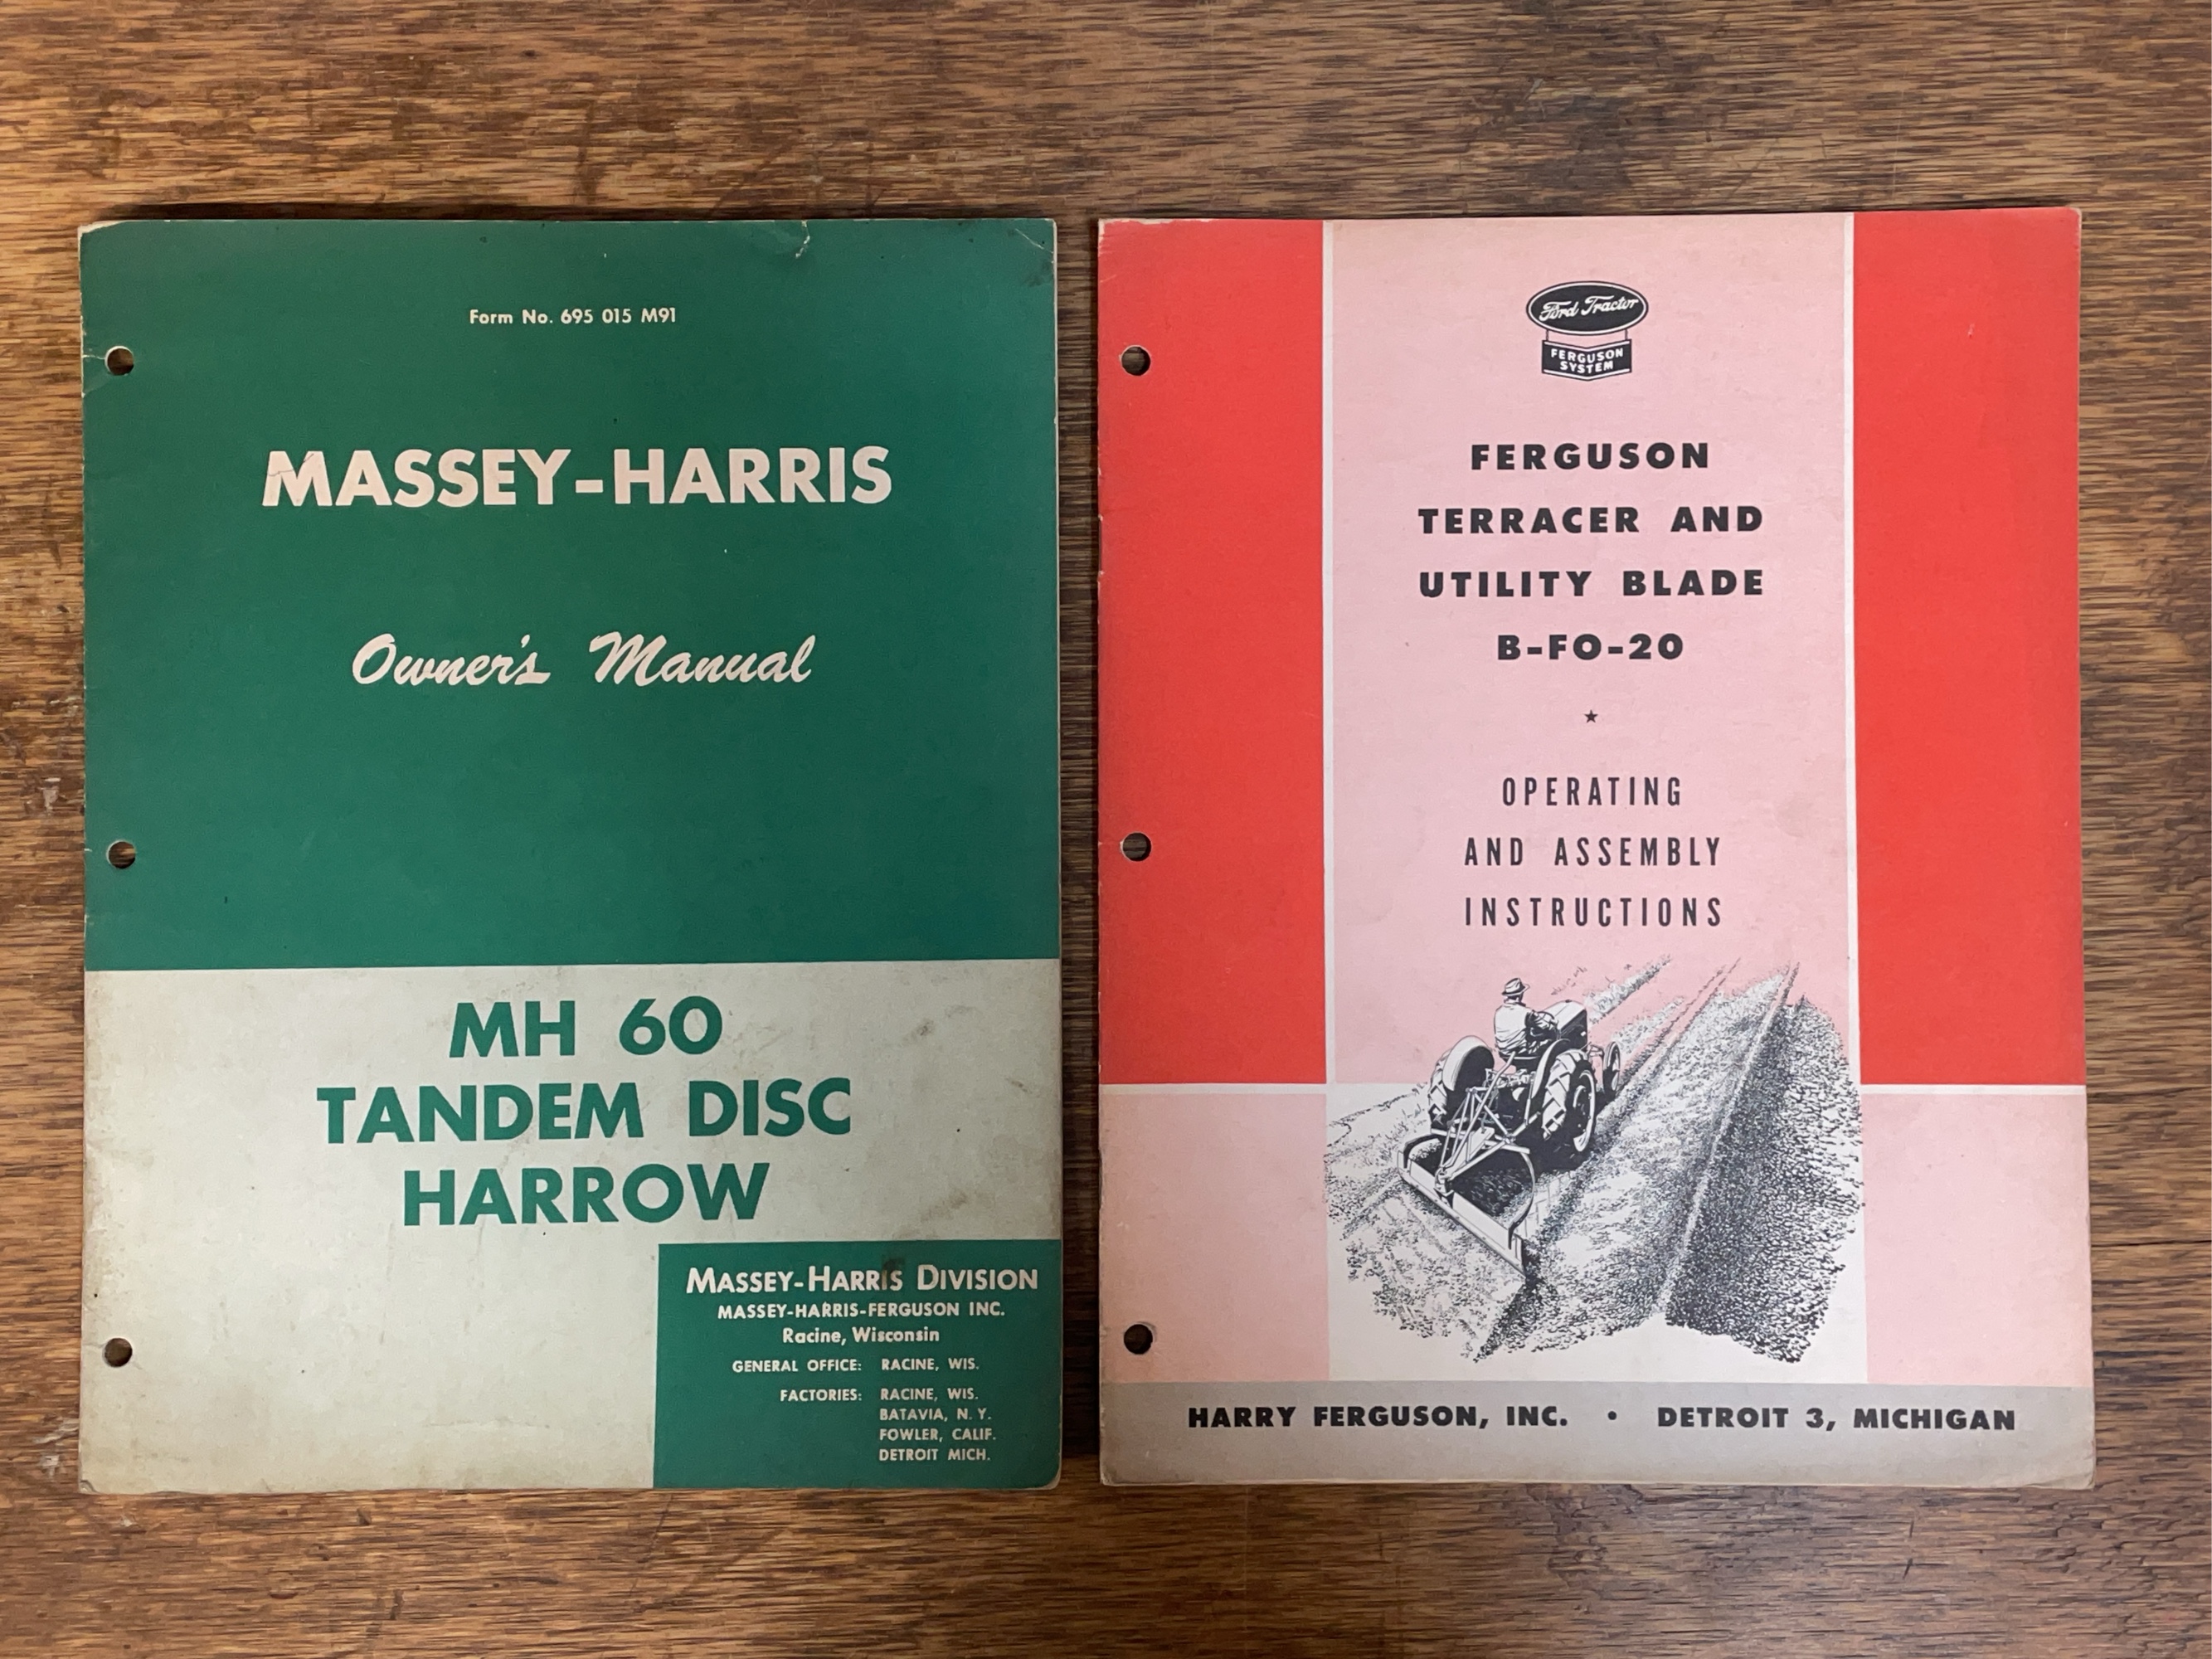 Form No. 695 015 M91
MASSEY-HARRIS
Owner's Manual
MH 60
TANDEM DISC
HARROW
MASSEY-HARRIS DIVISION
MASSEY-HARRIS-FERGUSON INC.
Racine, Wisconsin
GENERAL OFFICE: RACINE, WIS.
FACTORIES: RACINE, WIS.
BATAVIA, N. Y.
FOWLER, CALIF.
DETROIT MICH.
Ford Tractor
FERGUSON
SYSTEM
FERGUSON
TERRACER AND
UTILITY BLADE
B-FO-20
★
OPERATING
AND ASSEMBLY
INSTRUCTIONS
HARRY FERGUSON, INC. • DETROIT 3, MICHIGAN